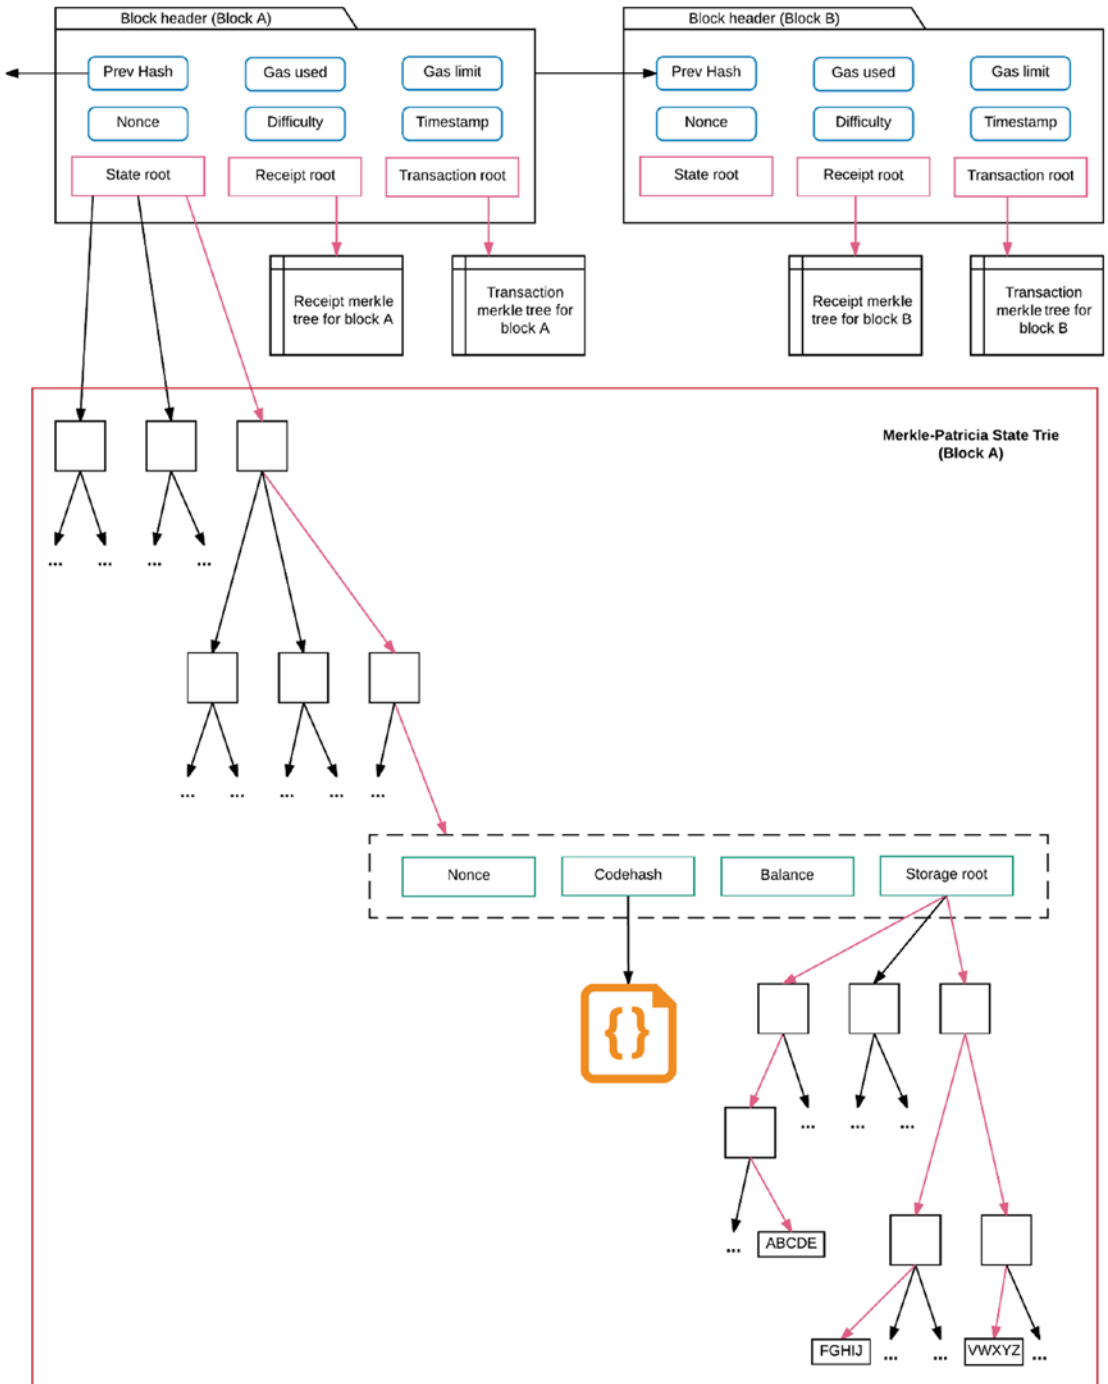 Block header (Block A)
Block header (Block B)
Prev Hash
Gas used
Gas limit
Prev Hash
Gas used
Gas limit
Nonce
Difficulty
Timestamp
Nonce
Difficulty
Timestamp
State root
Receipt root
Transaction root
State root
Receipt root
Transaction root
Receipt merkle
tree for block A
Transaction
merkle tree for
block A
Receipt merkle
tree for block B
Transaction
merkle tree for
block B
Merkle-Patricia State Trie
(Block A)
... ... ... ...
... ... ... ... ...
Nonce
Codehash
Balance
Storage root
{}
... ... ...
... ABCDE
FGHIJ ... ... VWXYZ ...